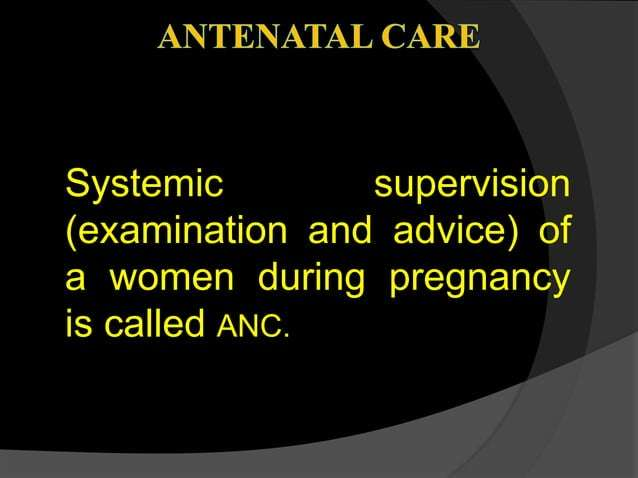 ANTENATAL CARE
Systemic supervision
(examination and advice) of
a women during pregnancy
is called ANC.